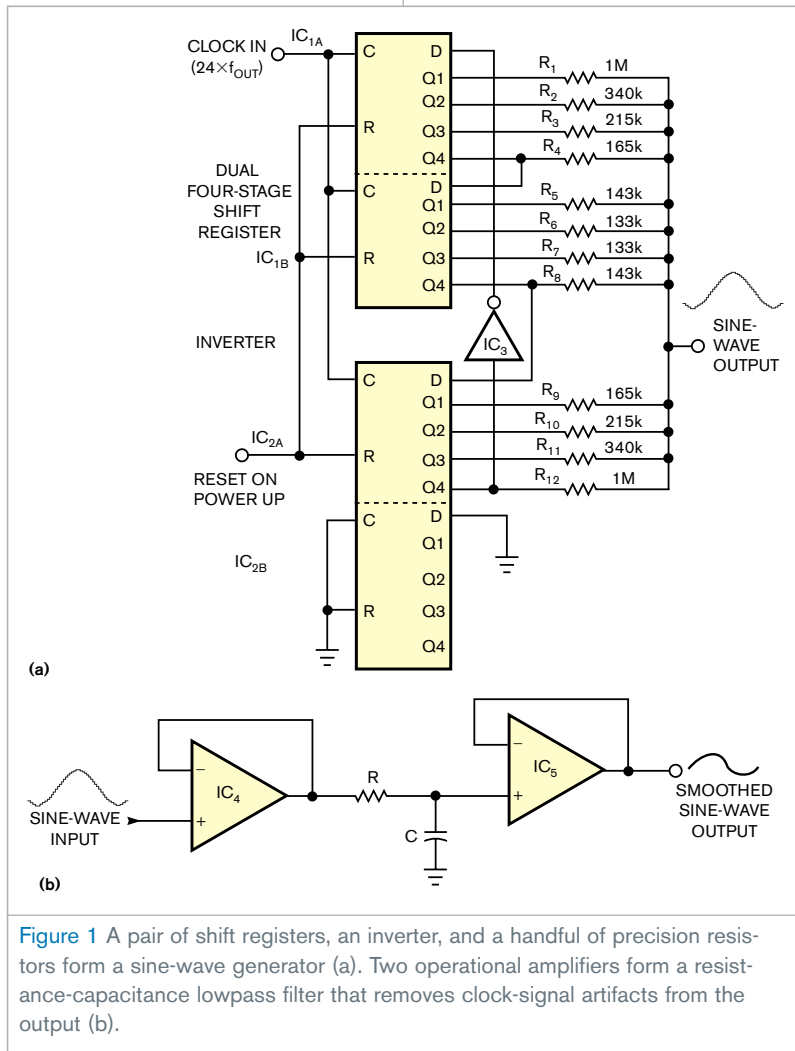 CLOCK IN
(24×fOUT)
IC1A
C
D
R1
1M
Q1
R2
340k
Q2
R3
215k
R
Q3
R4
165k
Q4
DUAL
FOUR-STAGE
SHIFT
REGISTER
C
D
R5
143k
Q1
R6
133k
Q2
R7
133k
IC1B
R
Q3
R8
143k
Q4
SINE-
WAVE
OUTPUT
INVERTER
IC3
C
D
R9
165k
Q1
R10
215k
Q2
R11
340k
IC2A
R
Q3
R12
1M
Q4
RESET ON
POWER UP
C
D
Q1
IC2B
Q2
R
Q3
Q4
(a)
−
IC4
+
SINE-WAVE
INPUT
R
C
−
IC5
+
SMOOTHED
SINE-WAVE
OUTPUT
(b)
Figure 1 A pair of shift registers, an inverter, and a handful of precision resis-
tors form a sine-wave generator (a). Two operational amplifiers form a resist-
ance-capacitance lowpass filter that removes clock-signal artifacts from the
output (b).